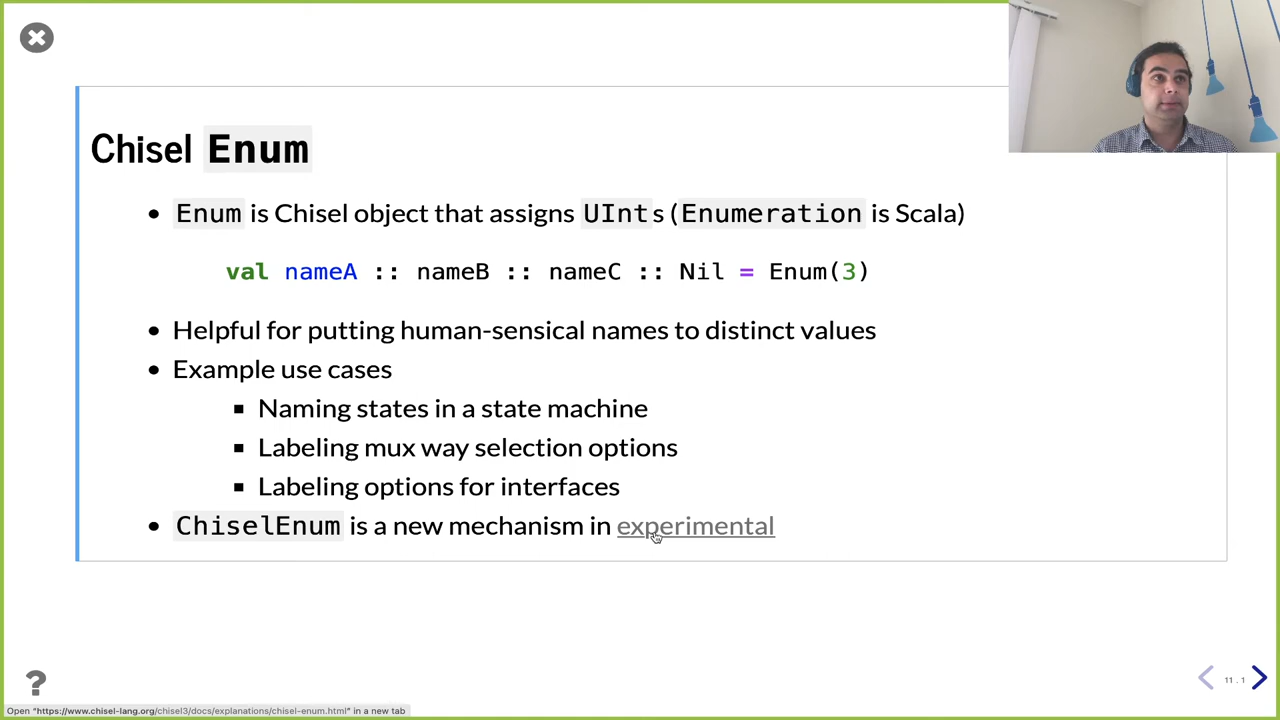 Chisel Enum
Enum is Chisel object that assigns UInts (Enumeration is Scala)
val nameA :: nameB :: nameC :: Nil = Enum(3)
Helpful for putting human-sensical names to distinct values
Example use cases
Naming states in a state machine
Labeling mux way selection options
Labeling options for interfaces
ChiselEnum is a new mechanism in experimental
?
11 . 1
Open "https://www.chisel-lang.org/chisel3/docs/explanations/chisel-enum.html" in a new tab